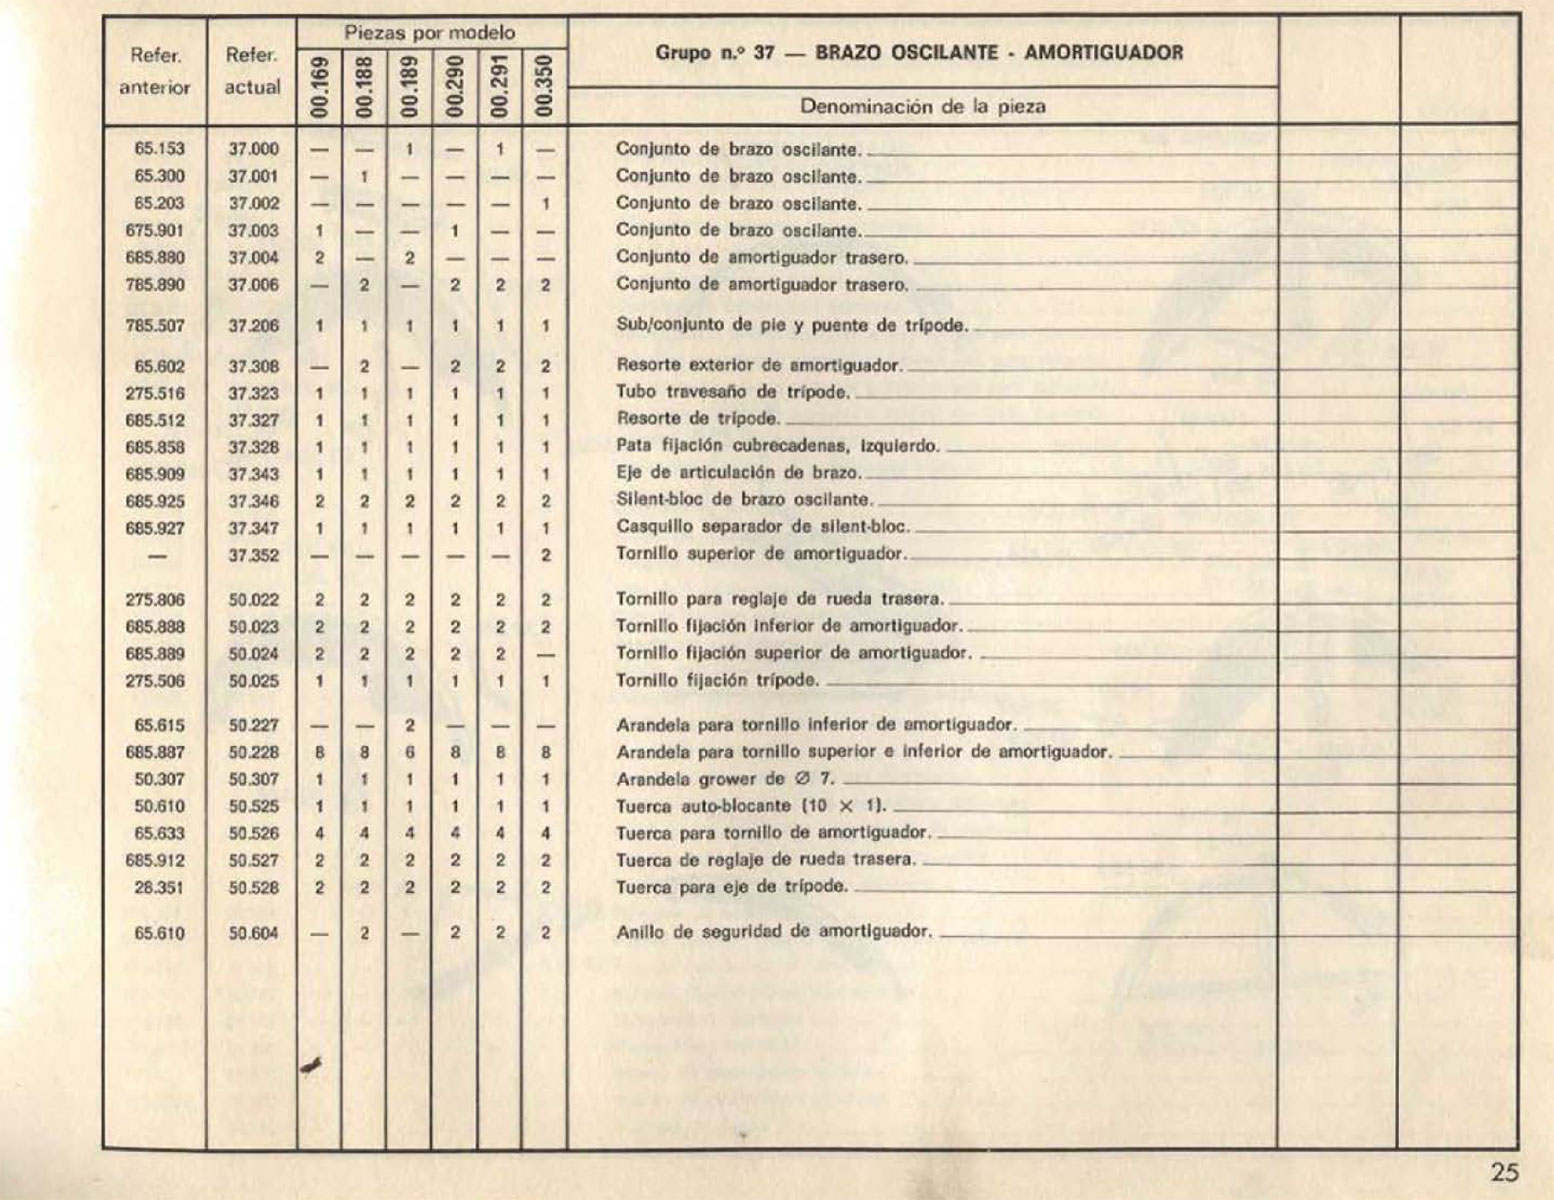 Refer. anterior | Refer. actual | Piezas por modelo | Grupo n.º 37 — BRAZO OSCILANTE - AMORTIGUADOR
00.169 | 00.188 | 00.189 | 00.290 | 00.291 | 00.350 | Denominación de la pieza
65.153 37.000 — — 1 — 1 — Conjunto de brazo oscilante.
65.300 37.001 — 1 — — — — Conjunto de brazo oscilante.
65.203 37.002 — — — — — 1 Conjunto de brazo oscilante.
675.901 37.003 1 — — 1 — — Conjunto de brazo oscilante.
685.880 37.004 2 — 2 — — — Conjunto de amortiguador trasero.
785.890 37.006 — 2 — 2 2 2 Conjunto de amortiguador trasero.
785.507 37.206 1 1 1 1 1 1 Sub/conjunto de pie y puente de trípode.
65.602 37.308 — 2 — 2 2 2 Resorte exterior de amortiguador.
275.516 37.323 1 1 1 1 1 1 Tubo travesaño de trípode.
685.512 37.327 1 1 1 1 1 1 Resorte de trípode.
685.858 37.328 1 1 1 1 1 1 Pata fijación cubrecadenas, izquierdo.
685.909 37.343 1 1 1 1 1 1 Eje de articulación de brazo.
685.925 37.346 2 2 2 2 2 2 Silent-bloc de brazo oscilante.
685.927 37.347 1 1 1 1 1 1 Casquillo separador de silent-bloc.
— 37.352 — — — — — 2 Tornillo superior de amortiguador.
275.806 50.022 2 2 2 2 2 2 Tornillo para reglaje de rueda trasera.
685.888 50.023 2 2 2 2 2 2 Tornillo fijación inferior de amortiguador.
685.889 50.024 2 2 2 2 2 — Tornillo fijación superior de amortiguador.
275.506 50.025 1 1 1 1 1 1 Tornillo fijación trípode.
65.615 50.227 — — 2 — — — Arandela para tornillo inferior de amortiguador.
685.887 50.228 8 8 6 8 8 8 Arandela para tornillo superior e inferior de amortiguador.
50.307 50.307 1 1 1 1 1 1 Arandela grower de Ø 7.
50.610 50.525 1 1 1 1 1 1 Tuerca auto-blocante (10 × 1).
65.633 50.526 4 4 4 4 4 4 Tuerca para tornillo de amortiguador.
685.912 50.527 2 2 2 2 2 2 Tuerca de reglaje de rueda trasera.
28.351 50.528 2 2 2 2 2 2 Tuerca para eje de trípode.
65.610 50.604 — 2 — 2 2 2 Anillo de seguridad de amortiguador.
25